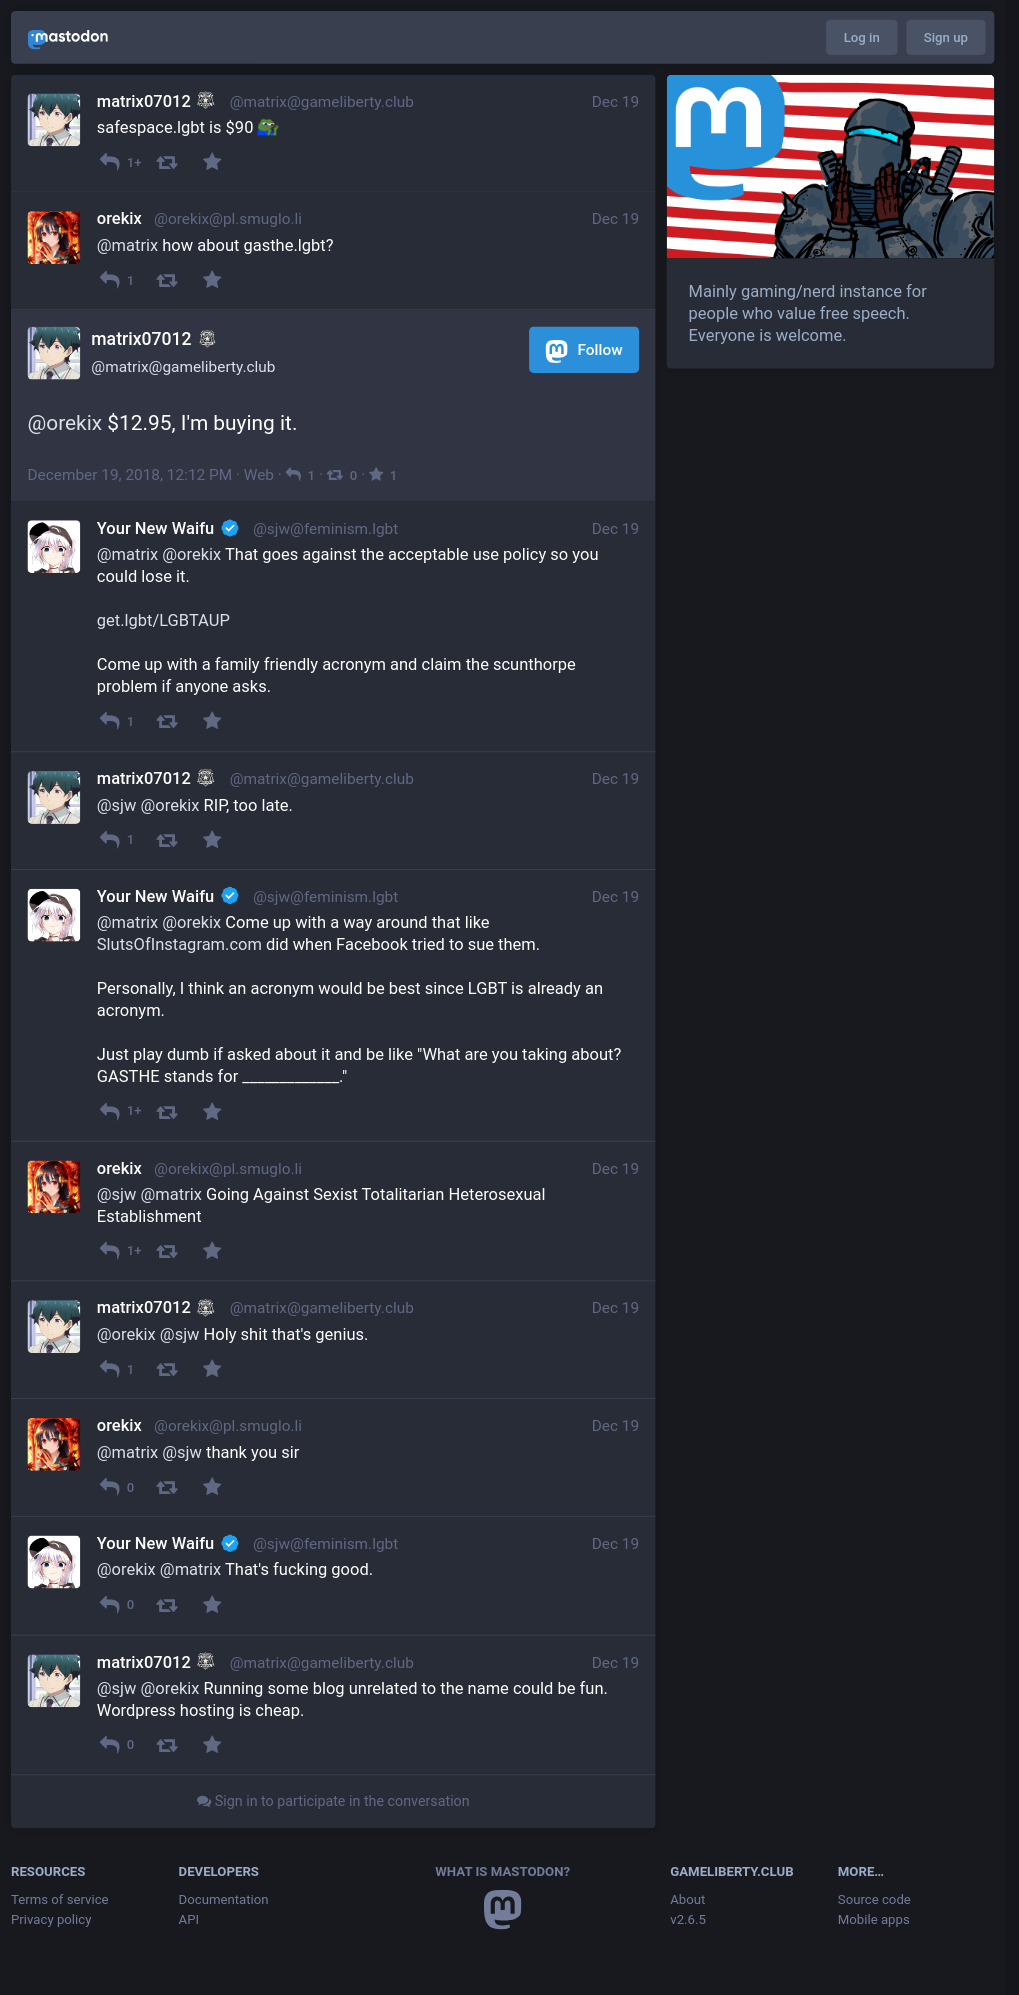 mastodon
Log in
Sign up
matrix07012 @matrix@gameliberty.club Dec 19
safespace.lgbt is $90
1+
orekix @orekix@pl.smuglo.li Dec 19
@matrix how about gasthe.lgbt?
1
matrix07012
@matrix@gameliberty.club
Follow
@orekix $12.95, I'm buying it.
December 19, 2018, 12:12 PM · Web · 1 · 0 · 1
Your New Waifu @sjw@feminism.lgbt Dec 19
@matrix @orekix That goes against the acceptable use policy so you
could lose it.
get.lgbt/LGBTAUP
Come up with a family friendly acronym and claim the scunthorpe
problem if anyone asks.
1
matrix07012 @matrix@gameliberty.club Dec 19
@sjw @orekix RIP, too late.
1
Your New Waifu @sjw@feminism.lgbt Dec 19
@matrix @orekix Come up with a way around that like
SlutsOfInstagram.com did when Facebook tried to sue them.
Personally, I think an acronym would be best since LGBT is already an
acronym.
Just play dumb if asked about it and be like "What are you taking about?
GASTHE stands for _____________."
1+
orekix @orekix@pl.smuglo.li Dec 19
@sjw @matrix Going Against Sexist Totalitarian Heterosexual
Establishment
1+
matrix07012 @matrix@gameliberty.club Dec 19
@orekix @sjw Holy shit that's genius.
1
orekix @orekix@pl.smuglo.li Dec 19
@matrix @sjw thank you sir
0
Your New Waifu @sjw@feminism.lgbt Dec 19
@orekix @matrix That's fucking good.
0
matrix07012 @matrix@gameliberty.club Dec 19
@sjw @orekix Running some blog unrelated to the name could be fun.
Wordpress hosting is cheap.
0
Sign in to participate in the conversation
Mainly gaming/nerd instance for
people who value free speech.
Everyone is welcome.
RESOURCES
Terms of service
Privacy policy
DEVELOPERS
Documentation
API
WHAT IS MASTODON?
GAMELIBERTY.CLUB
About
v2.6.5
MORE…
Source code
Mobile apps